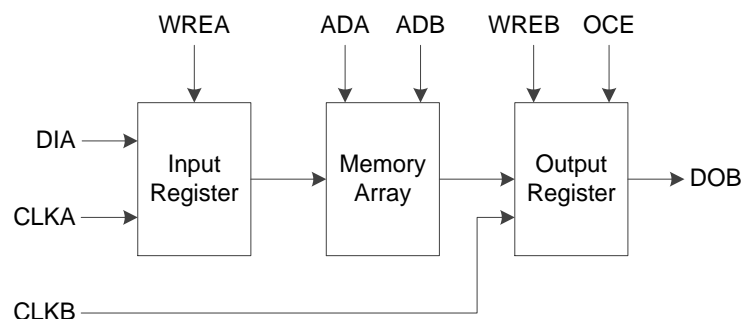 WREA ADA ADB WREB OCE
DIA
Input
Register
Memory
Array
Output
Register
DOB
CLKA
CLKB